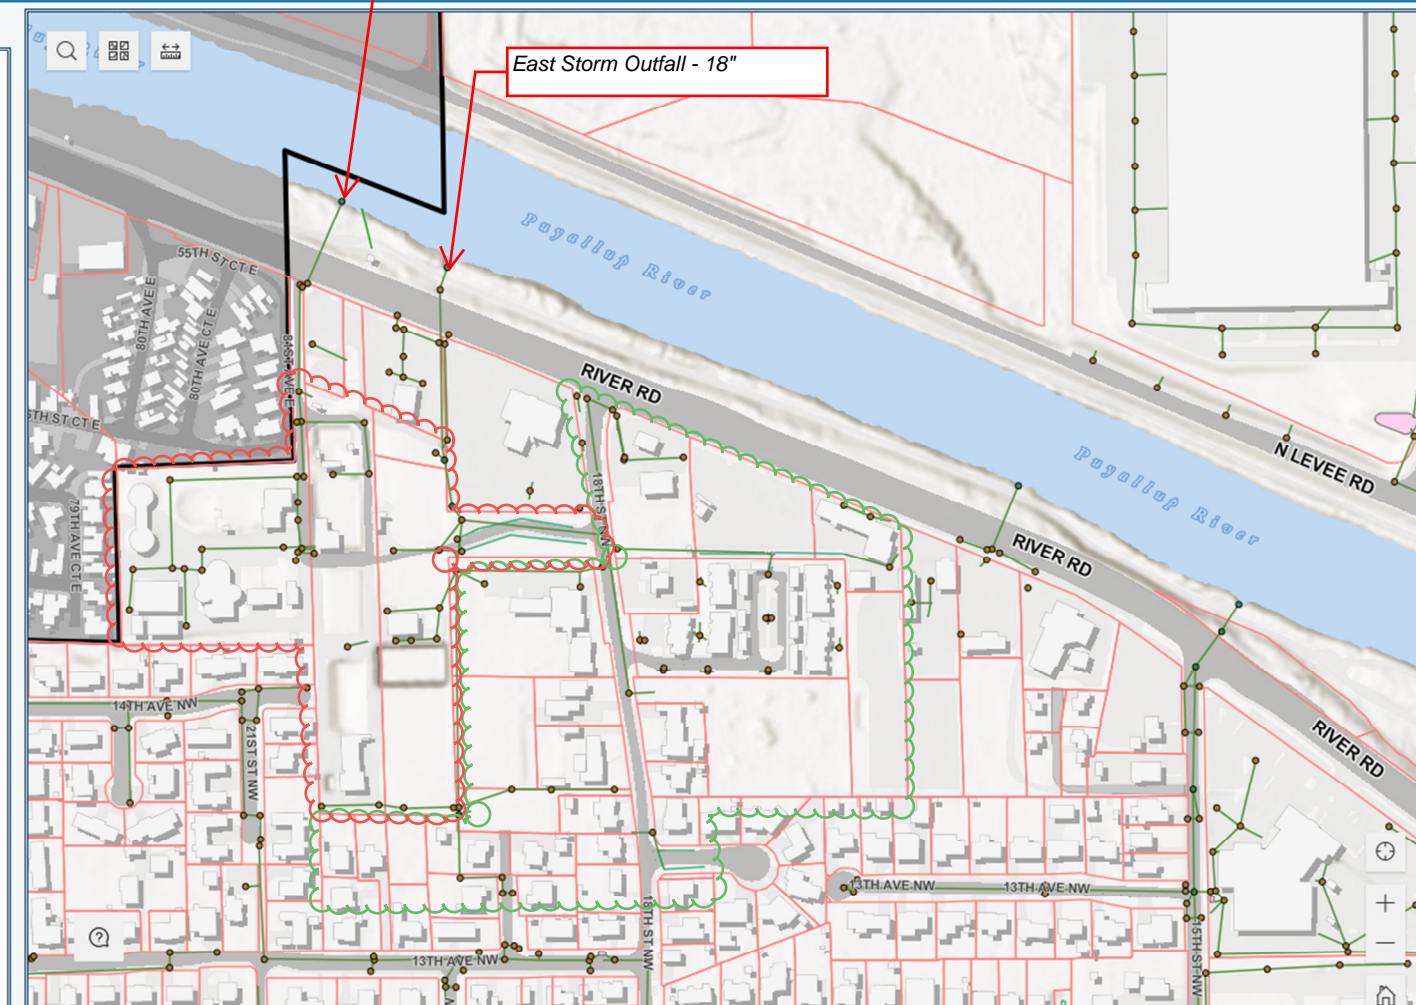 East Storm Outfall - 18"
Puyallup River
55TH ST CT E
80TH AVE E
80TH AVE CT E
81ST AVE E
5TH ST CT E
79TH AVE CT E
RIVER RD
N LEVEE RD
18TH ST NW
Puyallup River
RIVER RD
14TH AVE NW
21ST ST NW
RIVER RD
13TH AVE NW
13TH AVE NW
18TH ST NW
13TH AVE NW
15TH ST NW